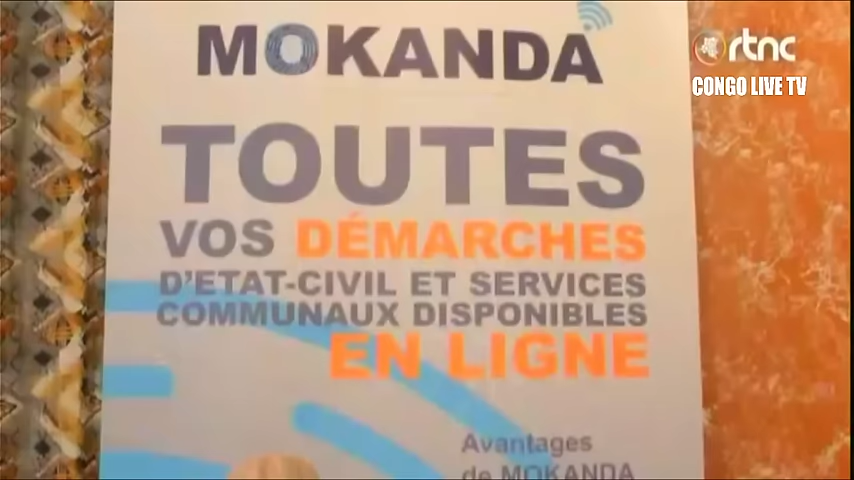 MOKANDA
rtnc
CONGO LIVE TV
TOUTES
VOS DÉMARCHES
D'ETAT-CIVIL ET SERVICES
COMMUNAUX DISPONIBLES
EN LIGNE
Avantages
de MOKANDA